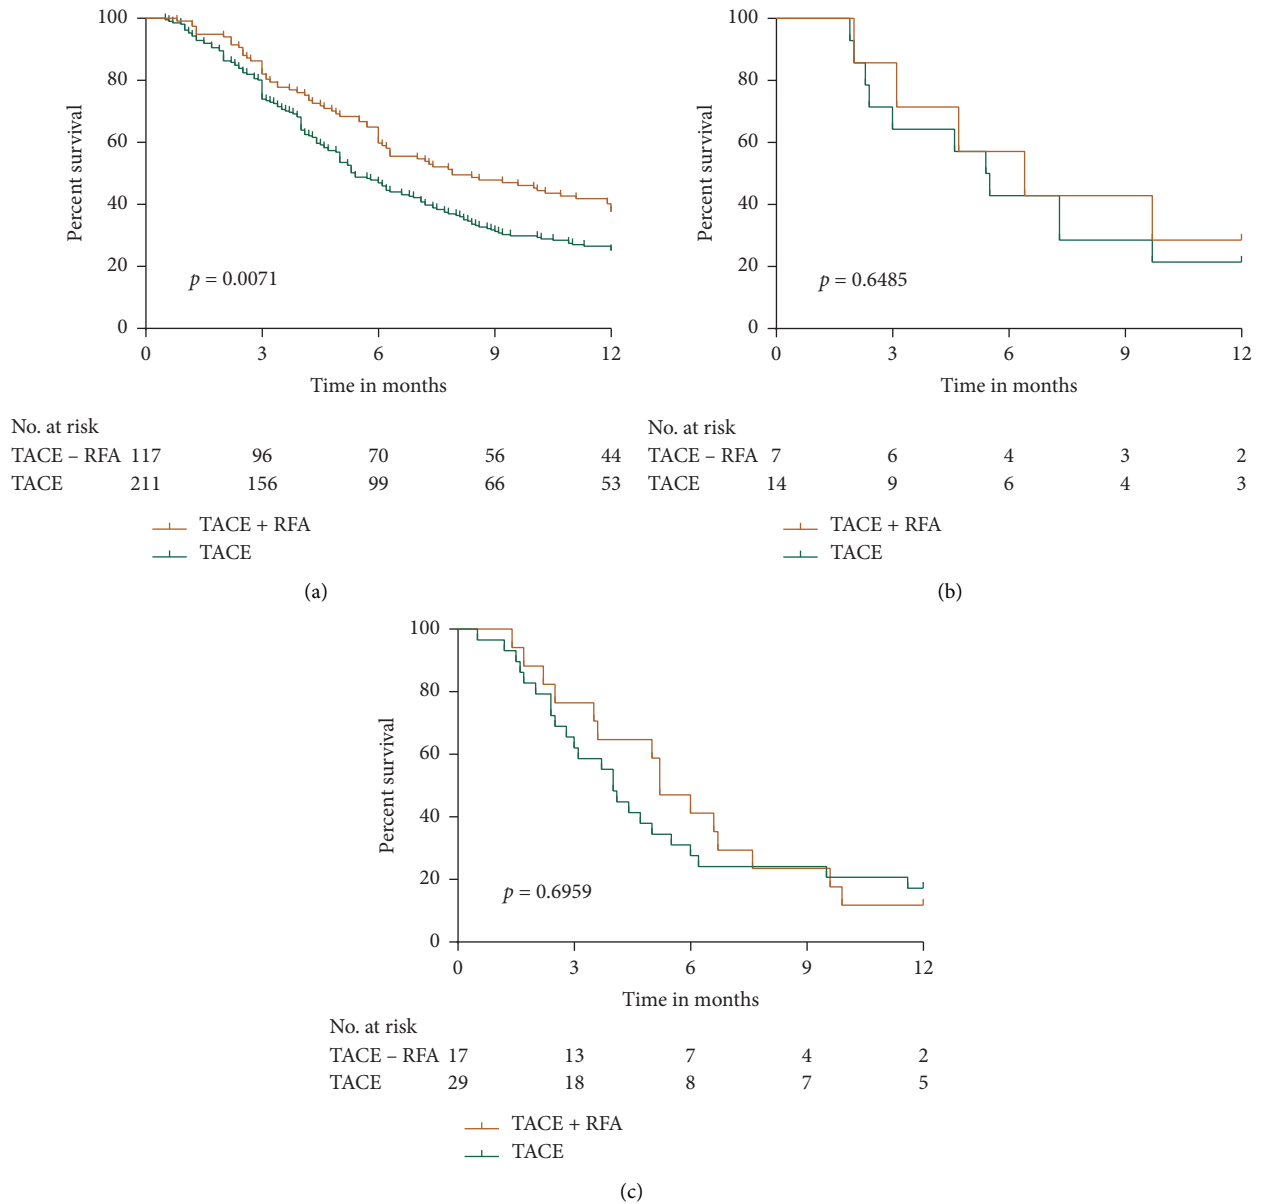 100
80
60
40
20
0
Percent survival
p = 0.0071
0 3 6 9 12
Time in months
No. at risk
TACE – RFA 117 96 70 56 44
TACE 211 156 99 66 53
TACE + RFA
TACE
(a)
100
80
60
40
20
0
Percent survival
p = 0.6485
0 3 6 9 12
Time in months
No. at risk
TACE – RFA 7 6 4 3 2
TACE 14 9 6 4 3
TACE + RFA
TACE
(b)
100
80
60
40
20
0
Percent survival
p = 0.6959
0 3 6 9 12
Time in months
No. at risk
TACE – RFA 17 13 7 4 2
TACE 29 18 8 7 5
TACE + RFA
TACE
(c)